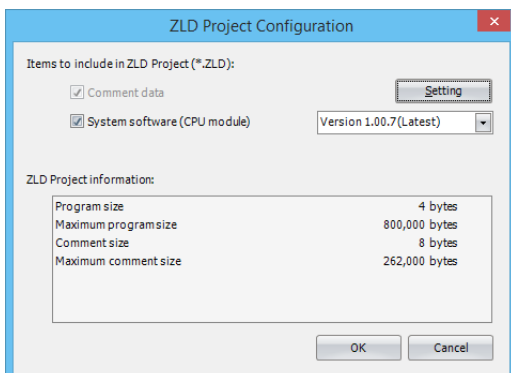 ZLD Project Configuration
Items to include in ZLD Project (*.ZLD):
Comment data
Setting
System software (CPU module)
Version 1.00.7(Latest)
ZLD Project information:
Program size 4 bytes
Maximum program size 800,000 bytes
Comment size 8 bytes
Maximum comment size 262,000 bytes
OK Cancel